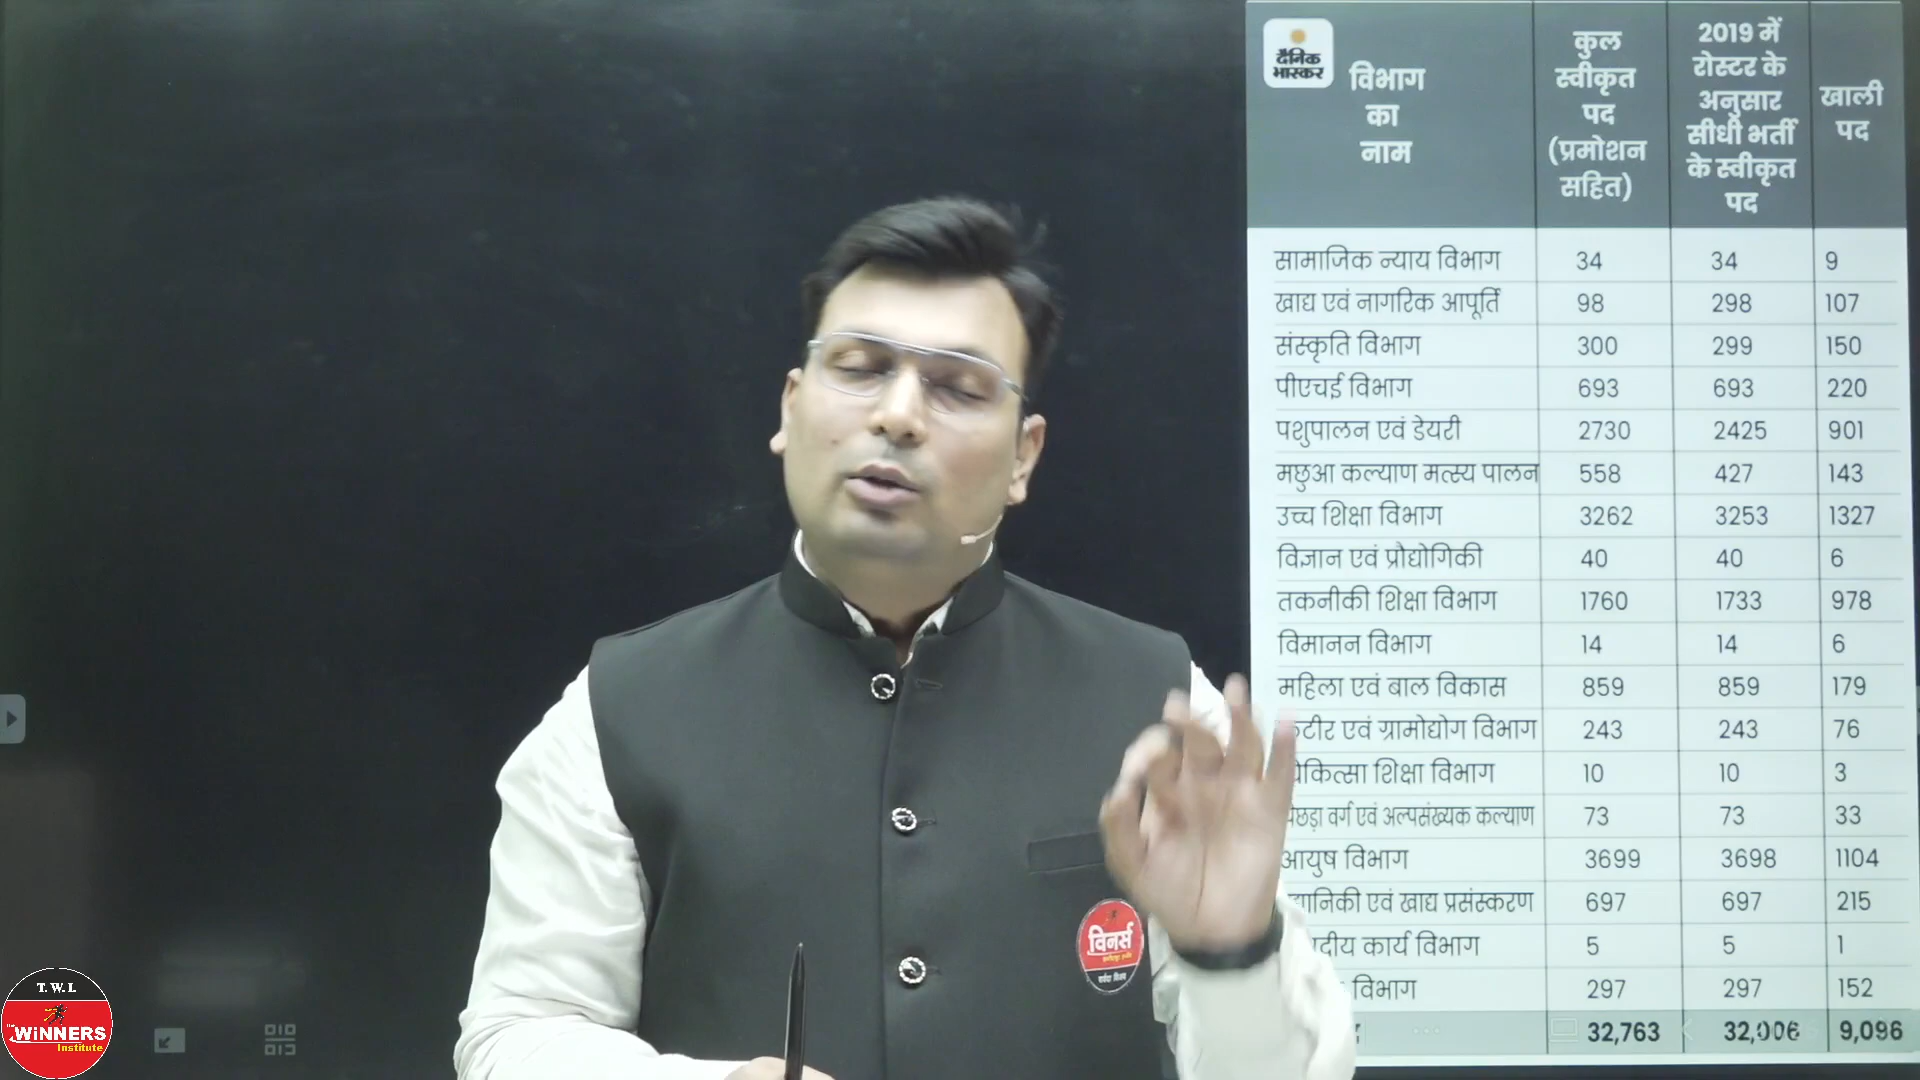 दैनिक
भास्कर
विभाग
का
नाम
कुल
स्वीकृत
पद
(प्रमोशन
सहित)
2019 में
रोस्टर के
अनुसार
सीधी भर्ती
के स्वीकृत
पद
खाली
पद
सामाजिक न्याय विभाग 34 34 9
खाद्य एवं नागरिक आपूर्ति 98 298 107
संस्कृति विभाग 300 299 150
पीएचई विभाग 693 693 220
पशुपालन एवं डेयरी 2730 2425 901
मछुआ कल्याण मत्स्य पालन 558 427 143
उच्च शिक्षा विभाग 3262 3253 1327
विज्ञान एवं प्रौद्योगिकी 40 40 6
तकनीकी शिक्षा विभाग 1760 1733 978
विमानन विभाग 14 14 6
महिला एवं बाल विकास 859 859 179
एवं ग्रामोद्योग विभाग 243 243 76
शिक्षा विभाग 10 10 3
वर्ग एवं अल्पसंख्यक कल्याण 73 73 33
आयुष विभाग 3699 3698 1104
एवं खाद्य प्रसंस्करण 697 697 215
कार्य विभाग 5 5 1
विभाग 297 297 152
32,763 32,006 9,096
विनर्स
T.W.I
The WiNNERS
Institute